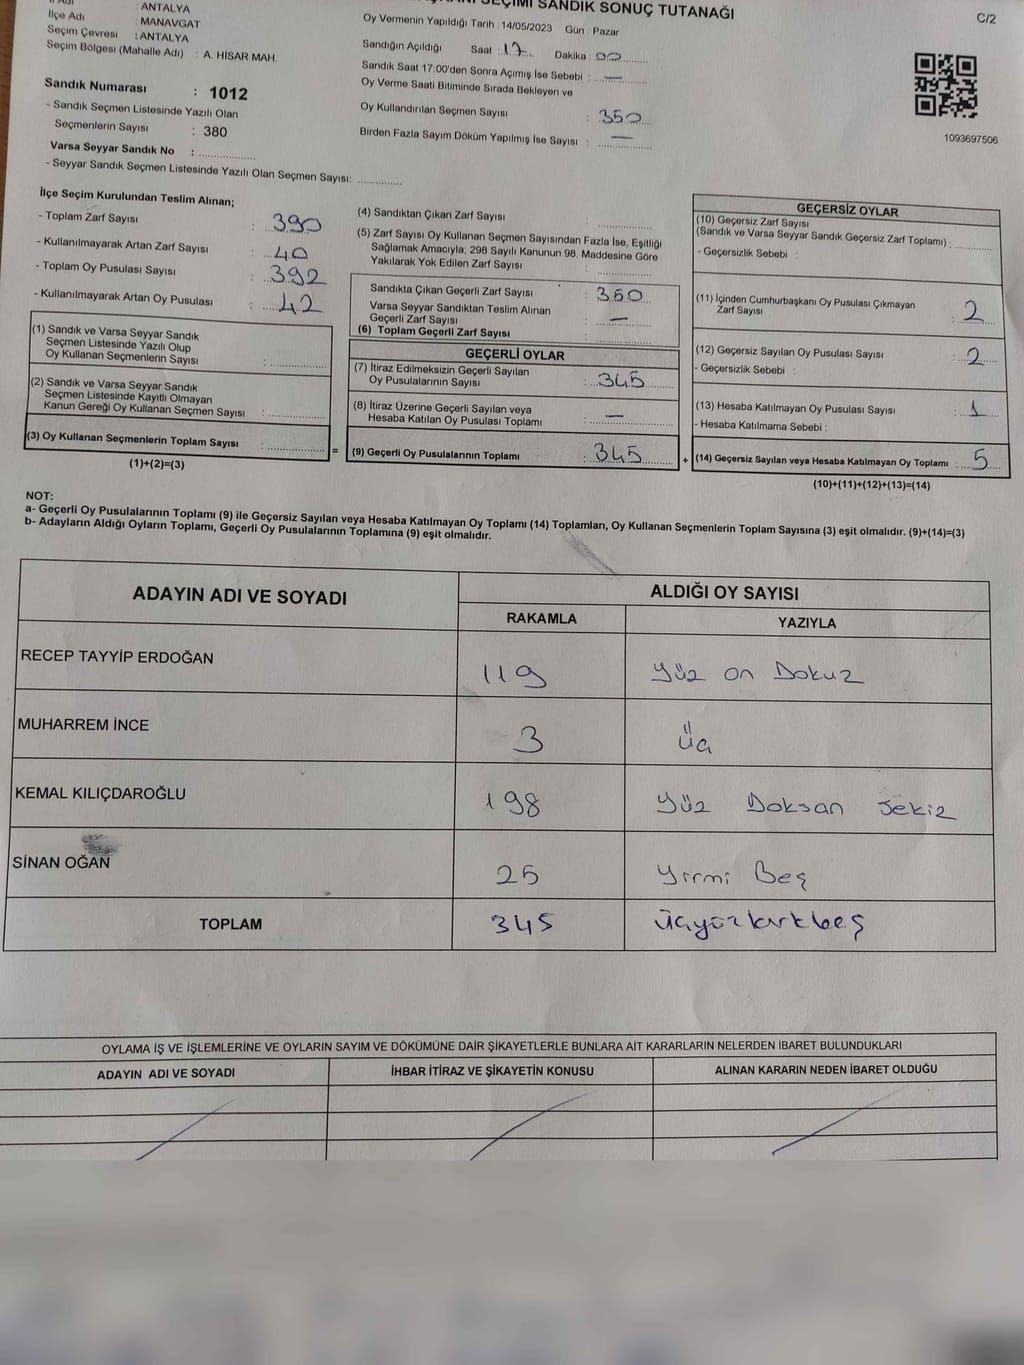 SEÇİMİ SANDIK SONUÇ TUTANAĞI
C/2
İl Adı : ANTALYA
İlçe Adı : MANAVGAT
Seçim Çevresi : ANTALYA
Seçim Bölgesi (Mahalle Adı) : A. HİSAR MAH.
Oy Vermenin Yapıldığı Tarih : 14/05/2023 Gün : Pazar
Sandığın Açıldığı Saat : 17 Dakika : 00
Sandık Saat 17:00'den Sonra Açımış İse Sebebi : —
Oy Verme Saati Bitiminde Sırada Bekleyen ve
Oy Kullandırılan Seçmen Sayısı : 350
Birden Fazla Sayım Döküm Yapılmış İse Sayısı : —
1093697506
Sandık Numarası : 1012
- Sandık Seçmen Listesinde Yazılı Olan
Seçmenlerin Sayısı : 380
Varsa Seyyar Sandık No :
- Seyyar Sandık Seçmen Listesinde Yazılı Olan Seçmen Sayısı:
İlçe Seçim Kurulundan Teslim Alınan;
- Toplam Zarf Sayısı : 390
- Kullanılmayarak Artan Zarf Sayısı : 40
- Toplam Oy Pusulası Sayısı : 392
- Kullanılmayarak Artan Oy Pusulası : 42
(1) Sandık ve Varsa Seyyar Sandık
Seçmen Listesinde Yazılı Olup
Oy Kullanan Seçmenlerin Sayısı :
(2) Sandık ve Varsa Seyyar Sandık
Seçmen Listesinde Kayıtlı Olmayan
Kanun Gereği Oy Kullanan Seçmen Sayısı :
(3) Oy Kullanan Seçmenlerin Toplam Sayısı :
(1)+(2)=(3)
=
(4) Sandıktan Çıkan Zarf Sayısı :
(5) Zarf Sayısı Oy Kullanan Seçmen Sayısından Fazla İse, Eşitliği
Sağlamak Amacıyla; 298 Sayılı Kanunun 98. Maddesine Göre
Yakılarak Yok Edilen Zarf Sayısı :
Sandıkta Çıkan Geçerli Zarf Sayısı : 350
Varsa Seyyar Sandıktan Teslim Alınan
Geçerli Zarf Sayısı : —
(6) Toplam Geçerli Zarf Sayısı :
GEÇERLİ OYLAR
(7) İtiraz Edilmeksizin Geçerli Sayılan
Oy Pusulalarının Sayısı : 345
(8) İtiraz Üzerine Geçerli Sayılan veya
Hesaba Katılan Oy Pusulası Toplamı : —
(9) Geçerli Oy Pusulalarının Toplamı : 345
+
GEÇERSİZ OYLAR
(10) Geçersiz Zarf Sayısı
(Sandık ve Varsa Seyyar Sandık Geçersiz Zarf Toplamı) :
- Geçersizlik Sebebi :
(11) İçinden Cumhurbaşkanı Oy Pusulası Çıkmayan
Zarf Sayısı : 2
(12) Geçersiz Sayılan Oy Pusulası Sayısı : 2
- Geçersizlik Sebebi :
(13) Hesaba Katılmayan Oy Pusulası Sayısı : 1
- Hesaba Katılmama Sebebi :
(14) Geçersiz Sayılan veya Hesaba Katılmayan Oy Toplamı : 5
(10)+(11)+(12)+(13)=(14)
NOT:
a- Geçerli Oy Pusulalarının Toplamı (9) ile Geçersiz Sayılan veya Hesaba Katılmayan Oy Toplamı (14) Toplamları, Oy Kullanan Seçmenlerin Toplam Sayısına (3) eşit olmalıdır. (9)+(14)=(3)
b- Adayların Aldığı Oyların Toplamı, Geçerli Oy Pusulalarının Toplamına (9) eşit olmalıdır.
ADAYIN ADI VE SOYADI
ALDIĞI OY SAYISI
RAKAMLA YAZIYLA
RECEP TAYYİP ERDOĞAN 119 Yüz on Dokuz
MUHARREM İNCE 3 Üç
KEMAL KILIÇDAROĞLU 198 Yüz Doksan Sekiz
SİNAN OĞAN 25 Yirmi Beş
TOPLAM 345 Üçyüzkırkbeş
OYLAMA İŞ VE İŞLEMLERİNE VE OYLARIN SAYIM VE DÖKÜMÜNE DAİR ŞİKAYETLERLE BUNLARA AİT KARARLARIN NELERDEN İBARET BULUNDUKLARI
ADAYIN ADI VE SOYADI İHBAR İTİRAZ VE ŞİKAYETİN KONUSU ALINAN KARARIN NEDEN İBARET OLDUĞU